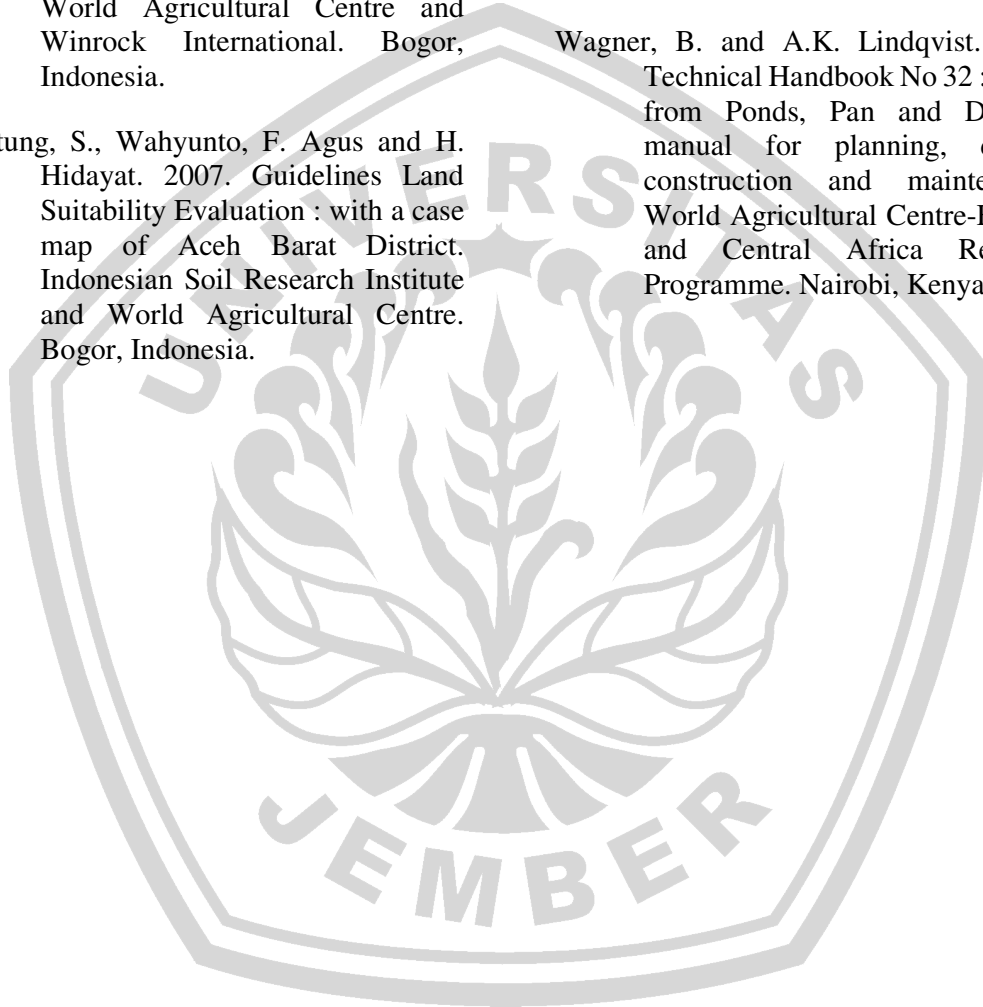 World Agricultural Centre and
Winrock International. Bogor,
Indonesia.
tung, S., Wahyunto, F. Agus and H.
Hidayat. 2007. Guidelines Land
Suitability Evaluation : with a case
map of Aceh Barat District.
Indonesian Soil Research Institute
and World Agricultural Centre.
Bogor, Indonesia.
Wagner, B. and A.K. Lindqvist.
Technical Handbook No 32 :
from Ponds, Pan and D
manual for planning,
construction and mainte
World Agricultural Centre-
and Central Africa Re
Programme. Nairobi, Kenya
UNIVERSITAS
JEMBER